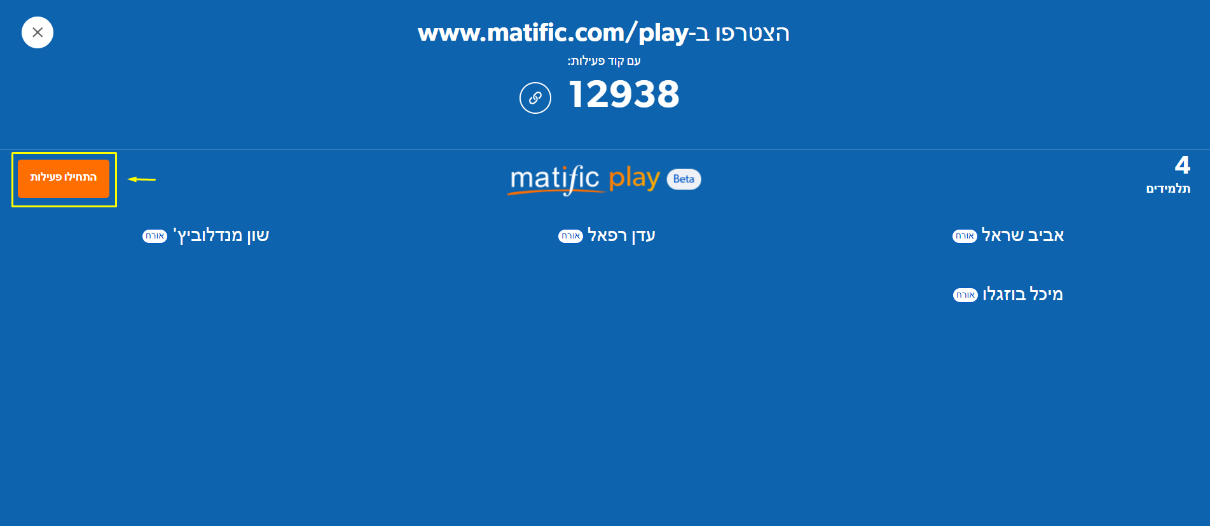 הצטרפו ב-www.matific.com/play
עם קוד פעילות:
12938
4
תלמידים
matific play Beta
התחילו פעילות
אביב שראל אורח
עדן רפאל אורח
שון מנדלוביץ' אורח
מיכל בוזגלו אורח